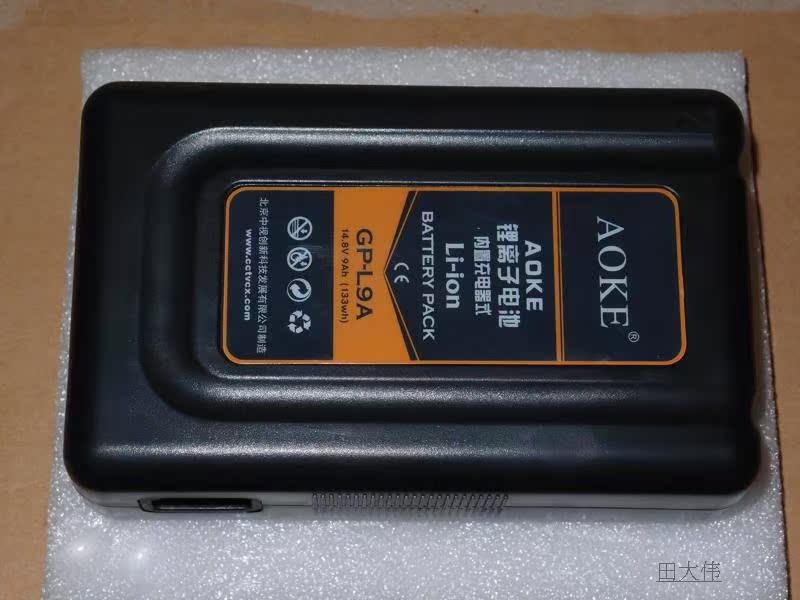 AOKE®
AOKE
锂离子电池
内置充电器式
Li-ion
BATTERY PACK
CE
GP-L9A
14.8V 9Ah (133wh)
北京中视创新科技发展有限公司制造
www.cctvcx.com
田大伟